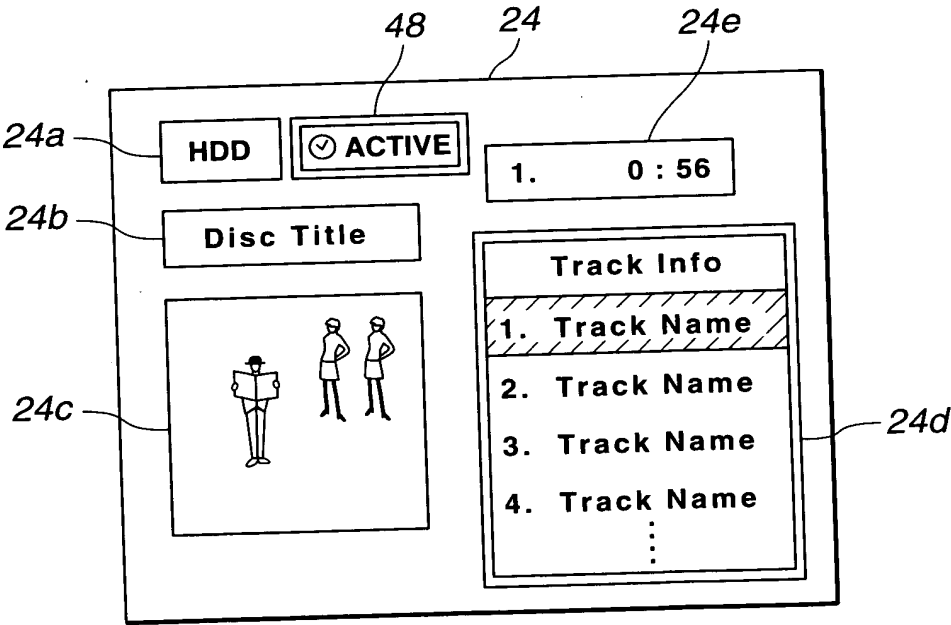 48
24
24e
24a
HDD
ACTIVE
1. 0 : 56
24b
Disc Title
Track Info
1. Track Name
2. Track Name
24c
24d
3. Track Name
4. Track Name